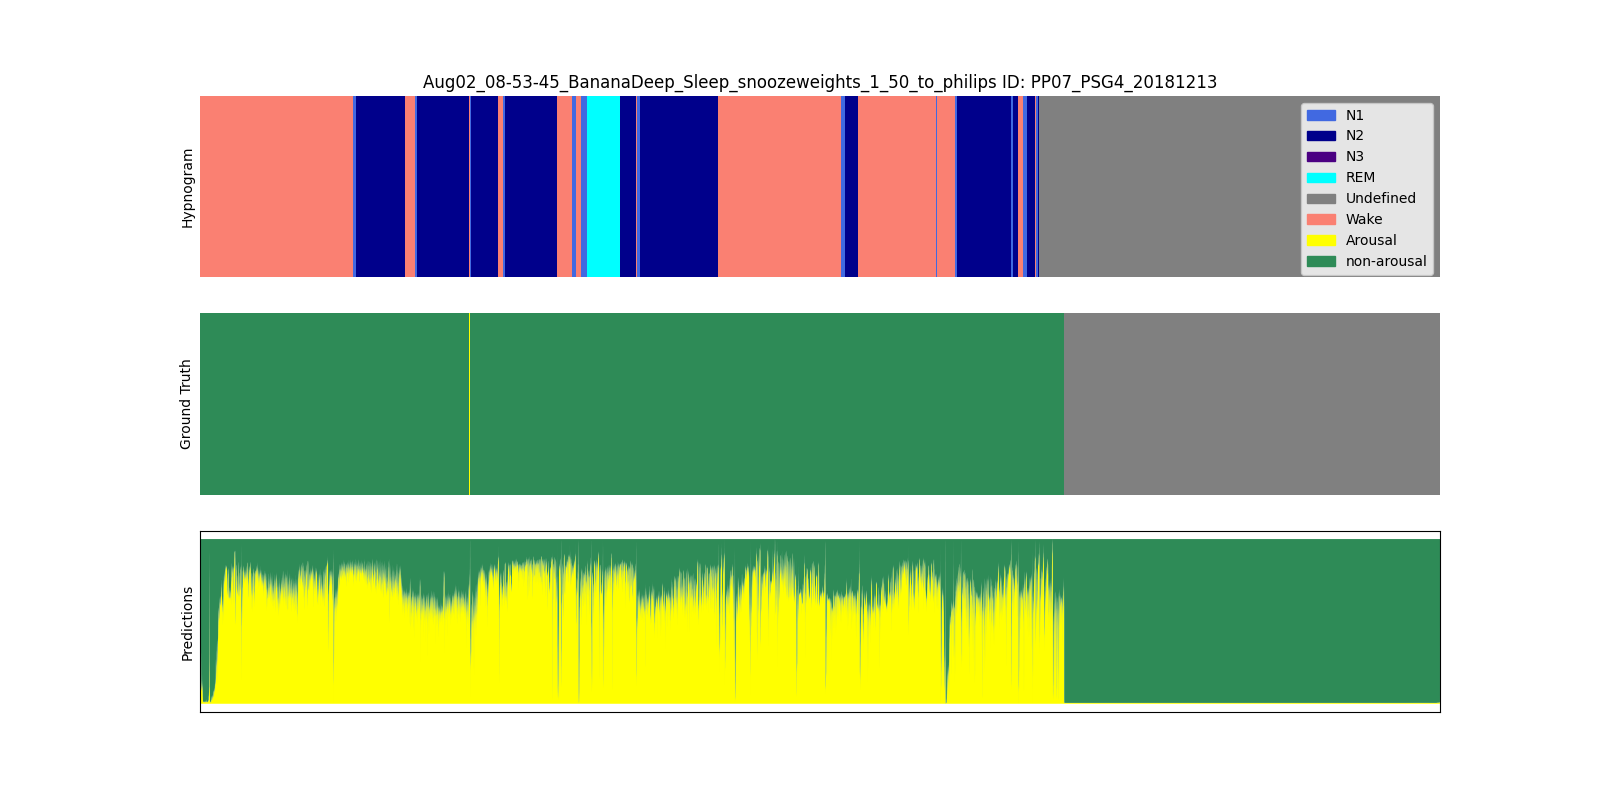 Aug02_08-53-45_BananaDeep_Sleep_snoozeweights_1_50_to_philips ID: PP07_PSG4_20181213
Hypnogram
N1
N2
N3
REM
Undefined
Wake
Arousal
non-arousal
Ground Truth
Predictions